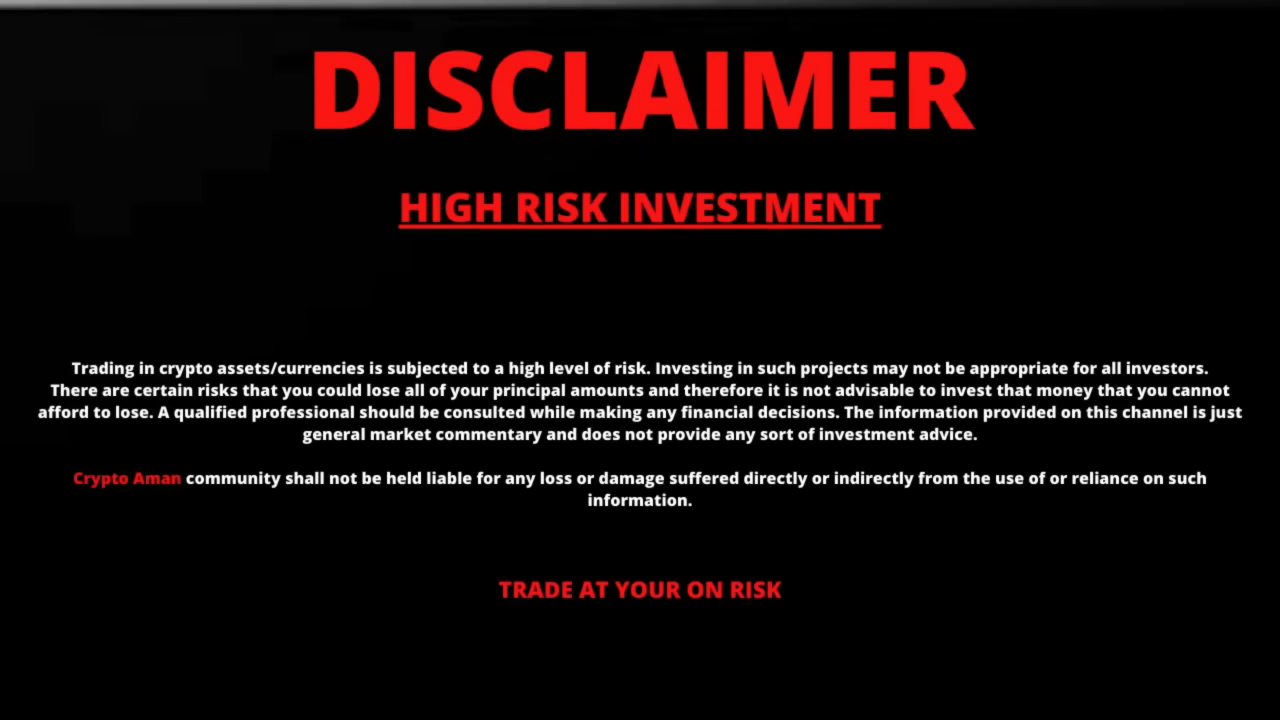 DISCLAIMER
HIGH RISK INVESTMENT
Trading in crypto assets/currencies is subjected to a high level of risk. Investing in such projects may not be appropriate for all investors.
There are certain risks that you could lose all of your principal amounts and therefore it is not advisable to invest that money that you cannot
afford to lose. A qualified professional should be consulted while making any financial decisions. The information provided on this channel is just
general market commentary and does not provide any sort of investment advice.
Crypto Aman community shall not be held liable for any loss or damage suffered directly or indirectly from the use of or reliance on such
information.
TRADE AT YOUR ON RISK